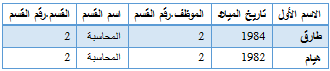 الاسم الأول تاريخ الميلاد الموظف.رقم القسم اسم القسم القسم.رقم القسم
طارق 1984 2 المحاسبة 2
هيام 1982 2 المحاسبة 2